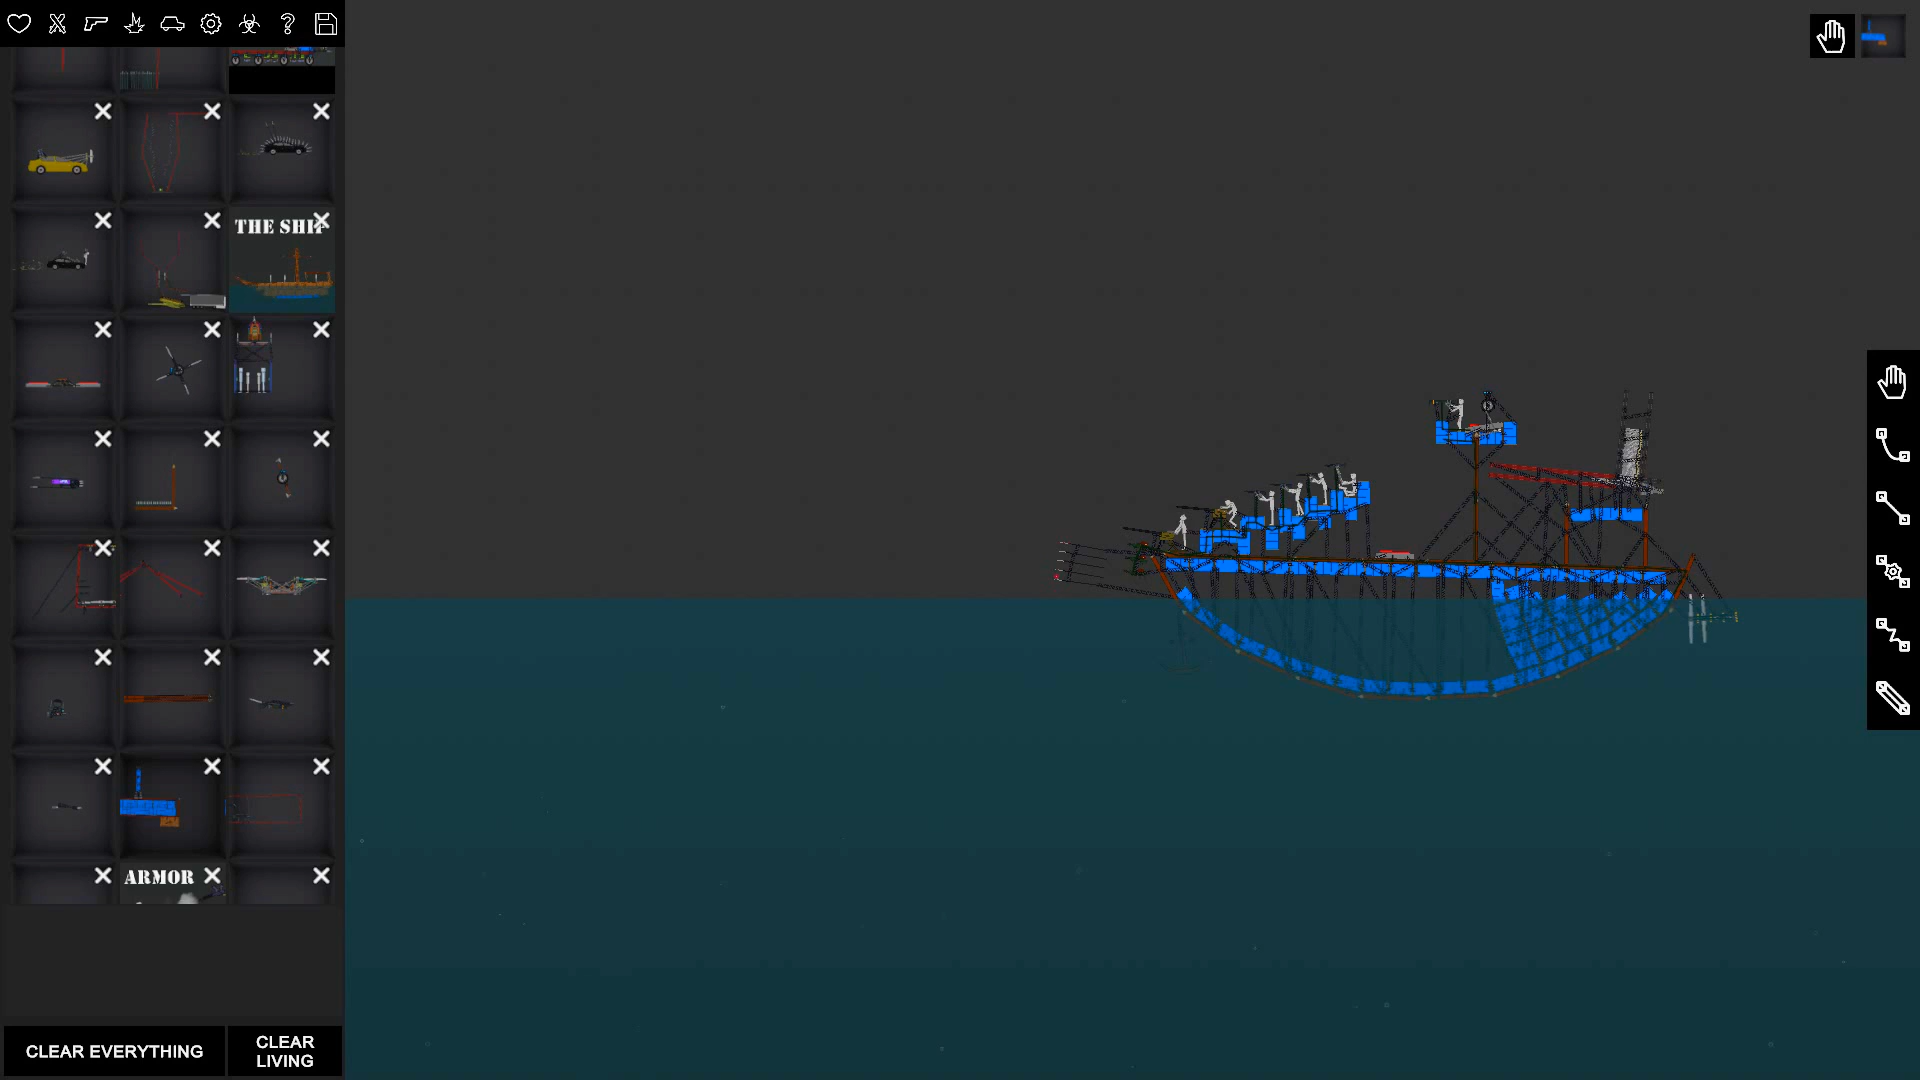 THE SHIP
ARMOR
CLEAR EVERYTHING
CLEAR
LIVING